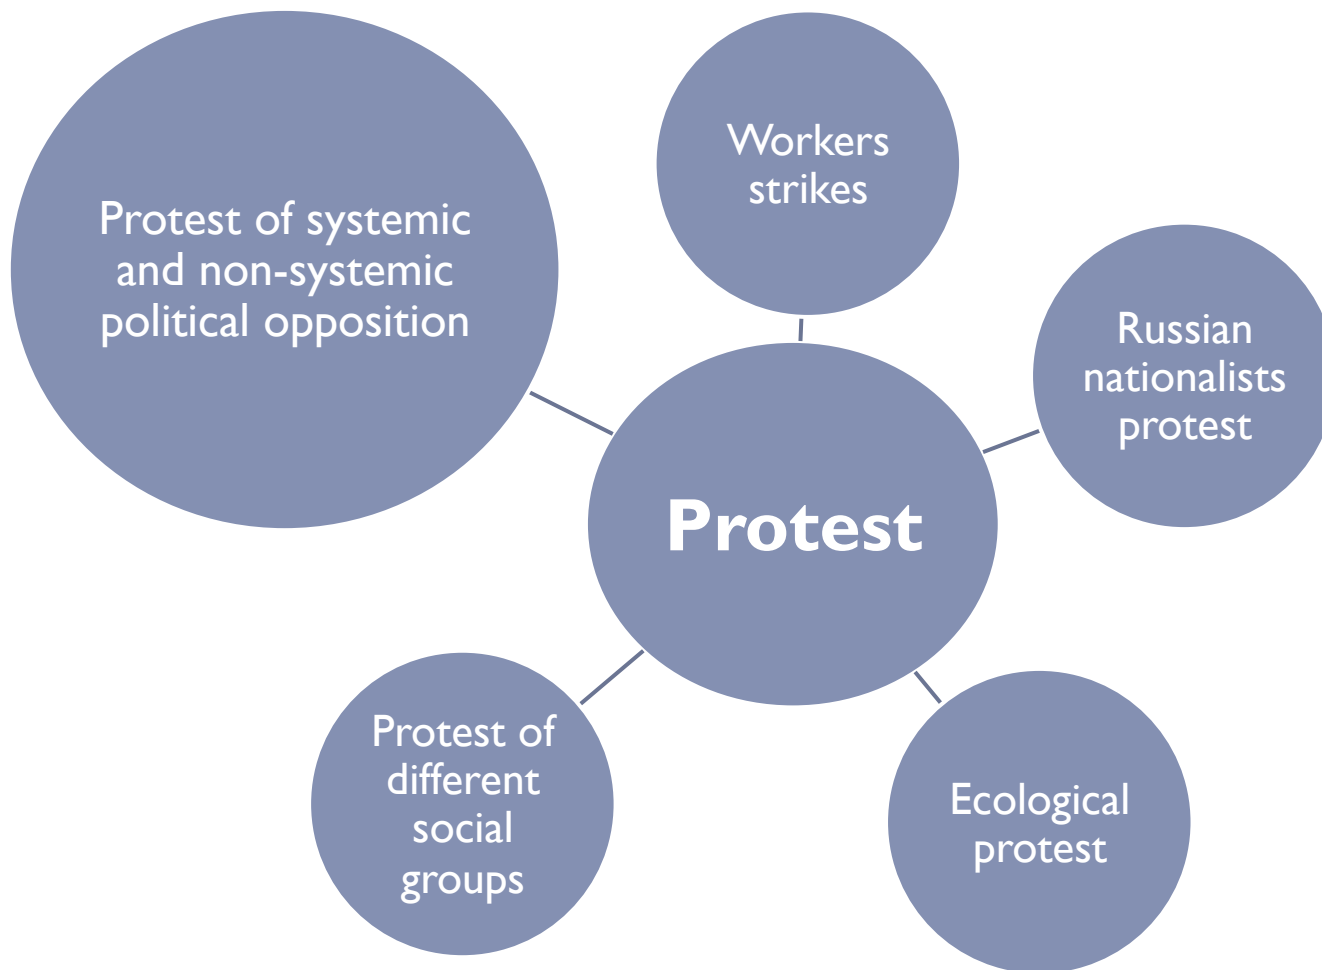 Protest of systemic
and non-systemic
political opposition
Workers
strikes
Russian
nationalists
protest
Protest
Protest of
different
social
groups
Ecological
protest